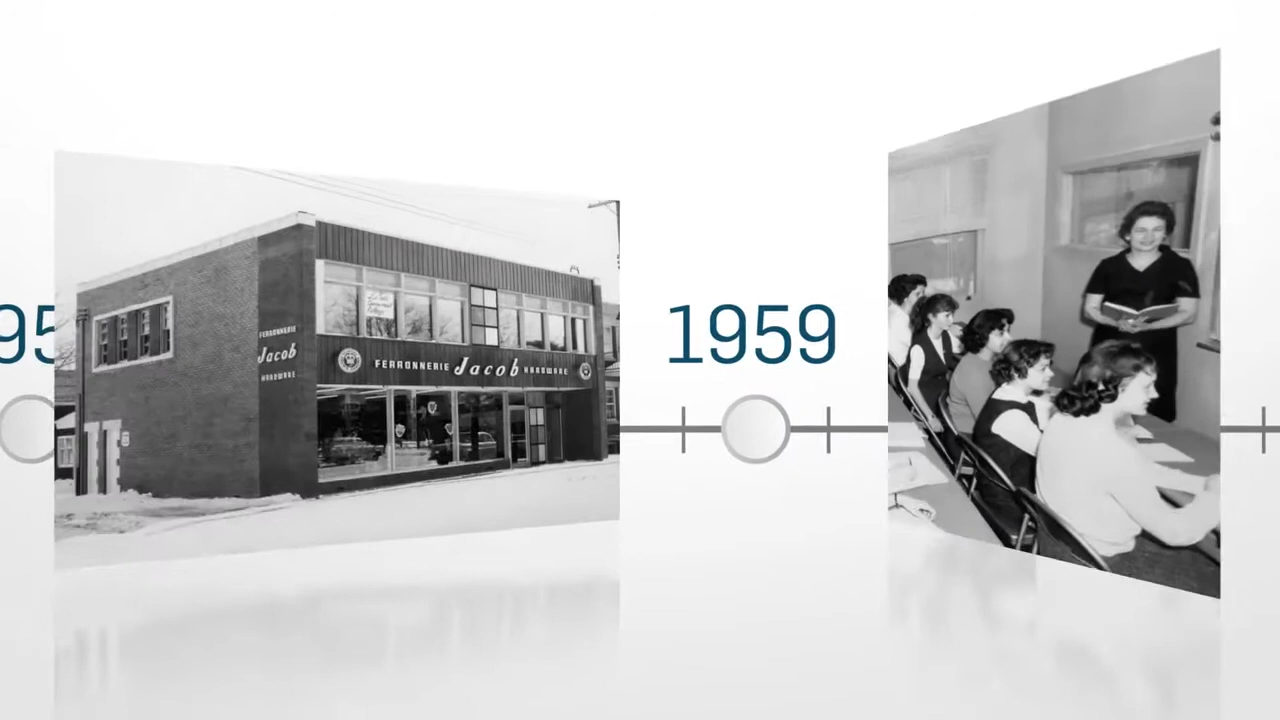 95
1959
FERRONNERIE
Jacob
HARDWARE
FERRONNERIE Jacob HARDWARE